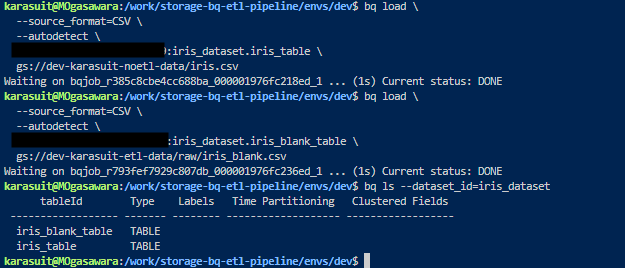 karasuit@MOgasawara:/work/storage-bq-etl-pipeline/envs/dev$ bq load \
--source_format=CSV \
--autodetect \
:iris_dataset.iris_table \
gs://dev-karasuit-noetl-data/iris.csv
Waiting on bqjob_r385c8cbe4cc688ba_000001976fc218ed_1 ... (1s) Current status: DONE
karasuit@MOgasawara:/work/storage-bq-etl-pipeline/envs/dev$ bq load \
--source_format=CSV \
--autodetect \
:iris_dataset.iris_blank_table \
gs://dev-karasuit-etl-data/raw/iris_blank.csv
Waiting on bqjob_r793fef7929c807db_000001976fc236ed_1 ... (1s) Current status: DONE
karasuit@MOgasawara:/work/storage-bq-etl-pipeline/envs/dev$ bq ls --dataset_id=iris_dataset
tableId Type Labels Time Partitioning Clustered Fields
------------------ ------- -------- ------------------- ------------------
iris_blank_table TABLE
iris_table TABLE
karasuit@MOgasawara:/work/storage-bq-etl-pipeline/envs/dev$